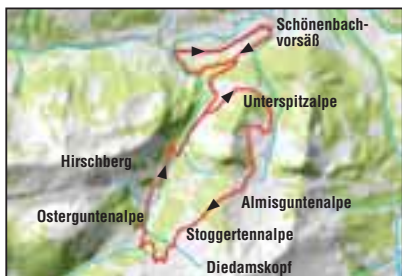 Schönenbach-
vorsäß
Unterspitzalpe
Hirschberg
Almisguntenalpe
Osterguntenalpe
Stoggertennalpe
Diedamskopf